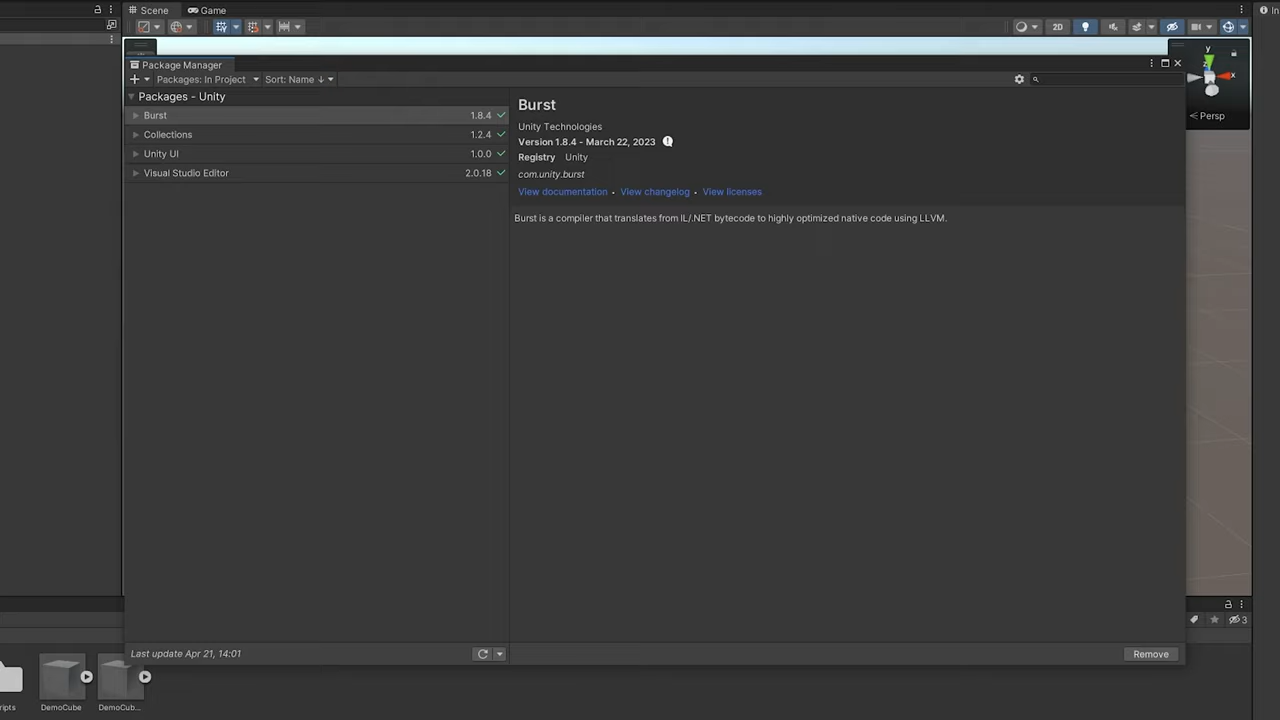 Scene
Game
2D
Package Manager
Packages: In Project
Sort: Name ↓
Packages - Unity
Burst 1.8.4
Collections 1.2.4
Unity UI 1.0.0
Visual Studio Editor 2.0.18
Last update Apr 21, 14:01
Burst
Unity Technologies
Version 1.8.4 - March 22, 2023
Registry Unity
com.unity.burst
View documentation • View changelog • View licenses
Burst is a compiler that translates from IL/.NET bytecode to highly optimized native code using LLVM.
Remove
y
z
x
< Persp
3
ripts
DemoCube
DemoCub...